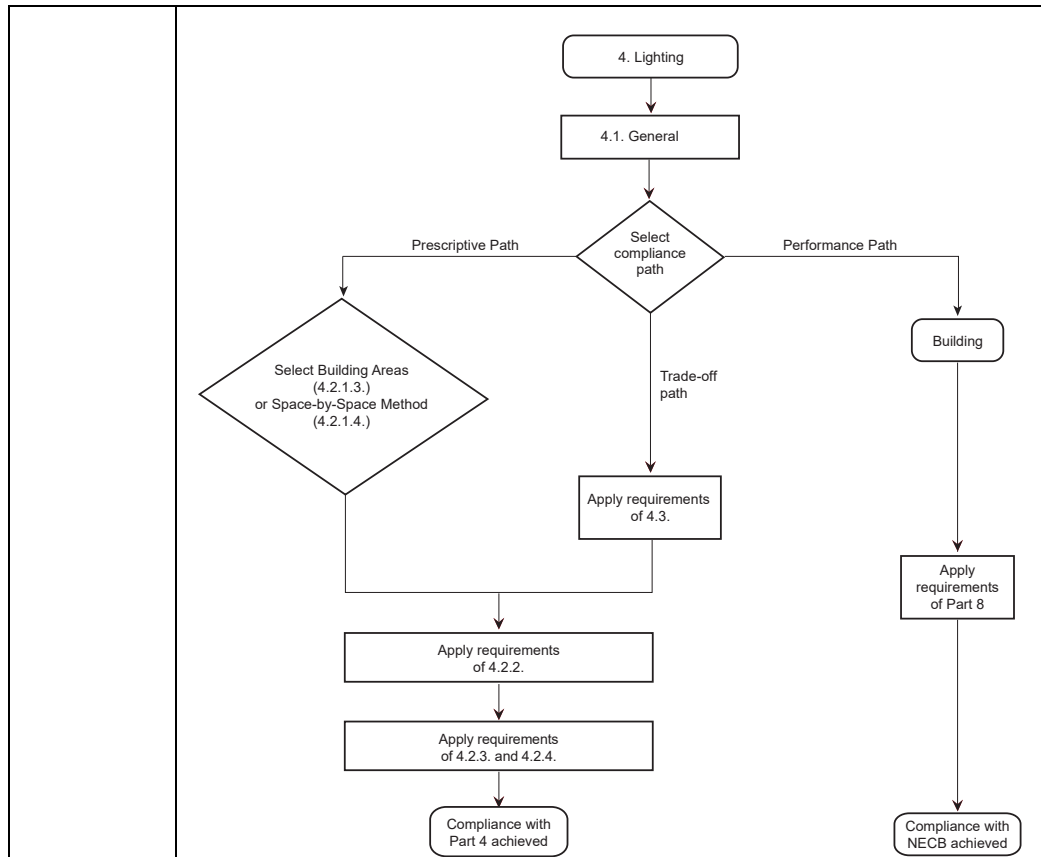 4. Lighting
4.1. General
Select
compliance
path
Prescriptive Path
Performance Path
Select Building Areas
(4.2.1.3.)
or Space-by-Space Method
(4.2.1.4.)
Trade-off
path
Building
Apply requirements
of 4.3.
Apply
requirements
of Part 8
Apply requirements
of 4.2.2.
Apply requirements
of 4.2.3. and 4.2.4.
Compliance with
Part 4 achieved
Compliance with
NECB achieved